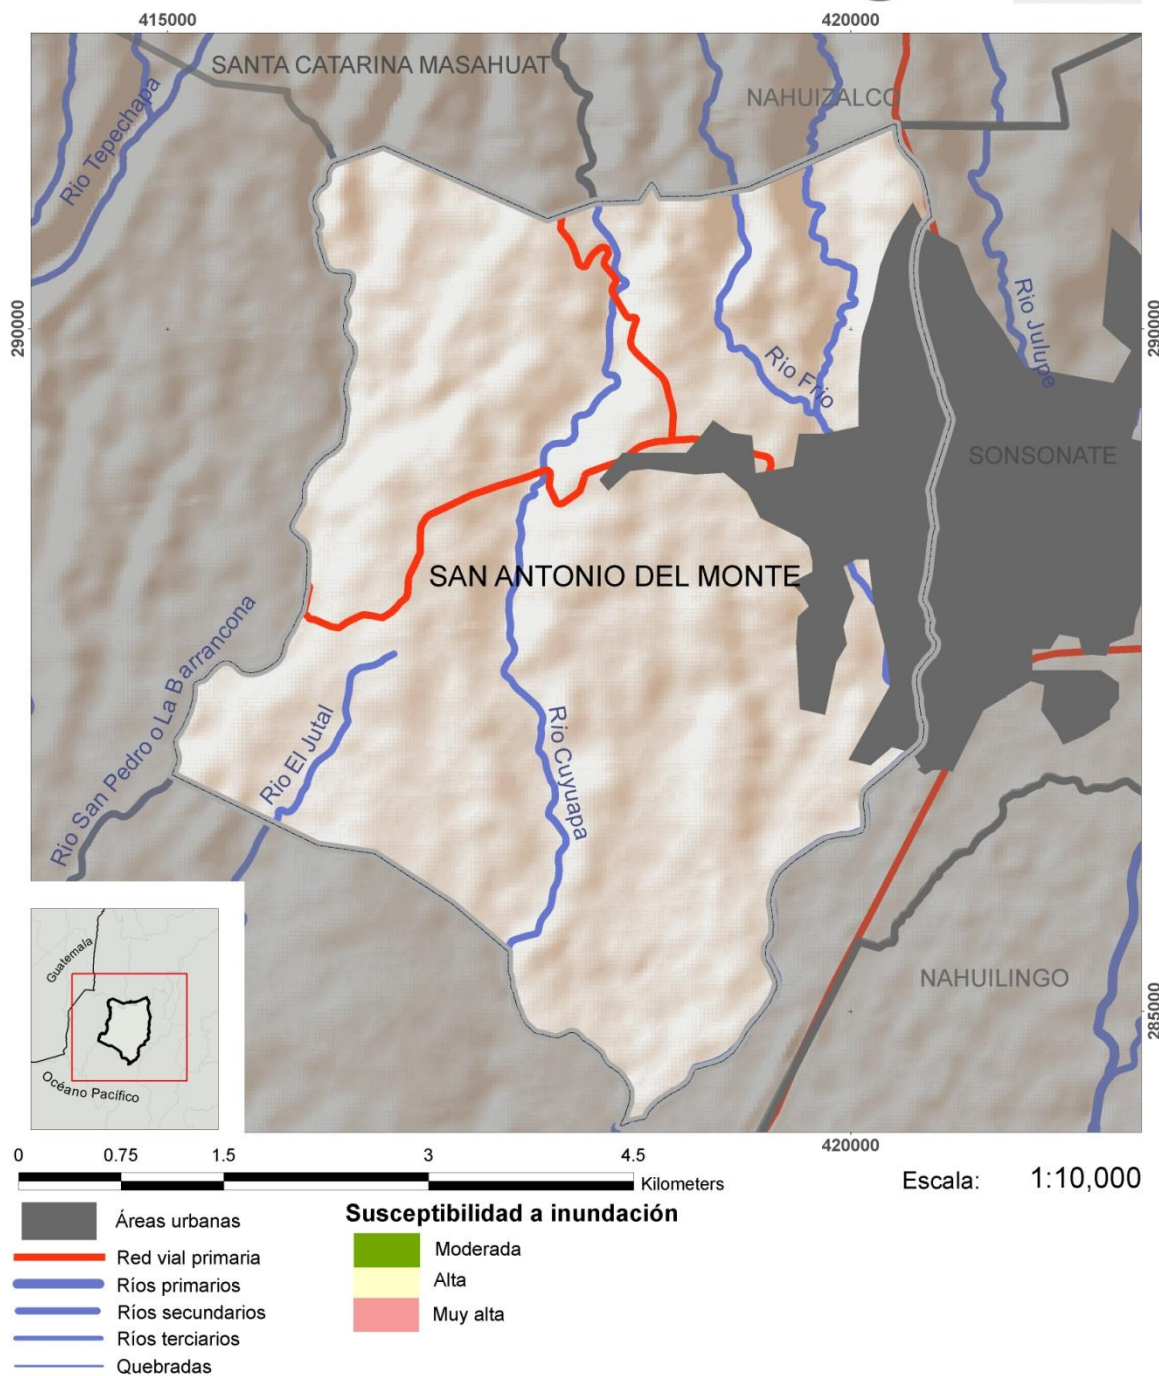 415000
420000
SANTA CATARINA MASAHUAT
NAHUIZALCO
Rio Tepechapa
290000
290000
Rio Julupe
Rio Frio
SONSONATE
SAN ANTONIO DEL MONTE
Rio San Pedro o La Barrancona
Rio El Jutal
Rio Cuyuapa
NAHUILINGO
285000
Guatemala
Océano Pacífico
420000
0 0.75 1.5 3 4.5
Kilometers
Escala: 1:10,000
Áreas urbanas
Red vial primaria
Ríos primarios
Ríos secundarios
Ríos terciarios
Quebradas
Susceptibilidad a inundación
Moderada
Alta
Muy alta